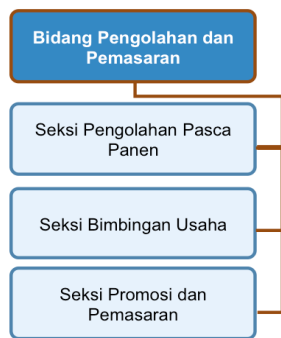 Bidang Pengolahan dan
Pemasaran
Seksi Pengolahan Pasca
Panen
Seksi Bimbingan Usaha
Seksi Promosi dan
Pemasaran